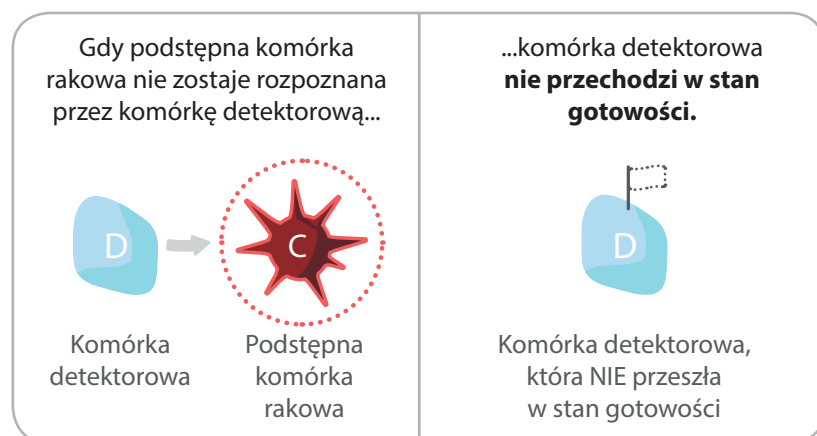 Gdy podstępna komórka
rakowa nie zostaje rozpoznana
przez komórkę detektorową...
D
C
Komórka
detektorowa
Podstępna
komórka
rakowa
...komórka detektorowa
nie przechodzi w stan
gotowości.
D
Komórka detektorowa,
która NIE przeszła
w stan gotowości